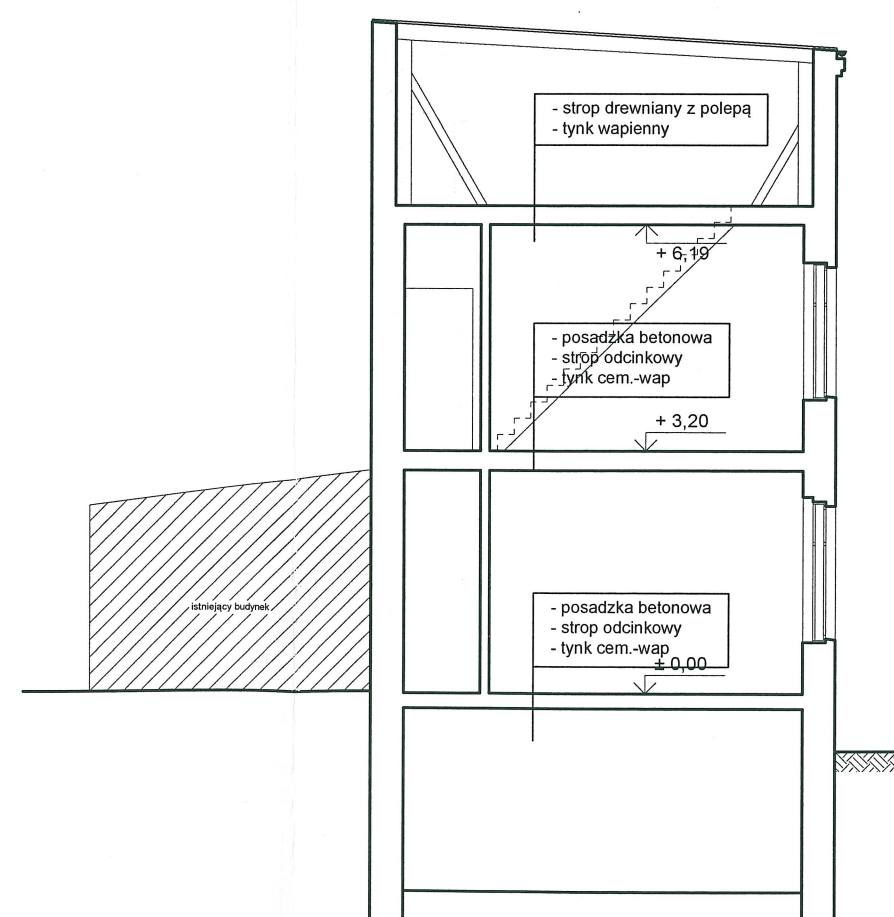 - strop drewniany z polepą
- tynk wapienny
+ 6,19
- posadzka betonowa
- strop odcinkowy
- tynk cem.-wap
+ 3,20
istniejący budynek
- posadzka betonowa
- strop odcinkowy
- tynk cem.-wap
± 0,00